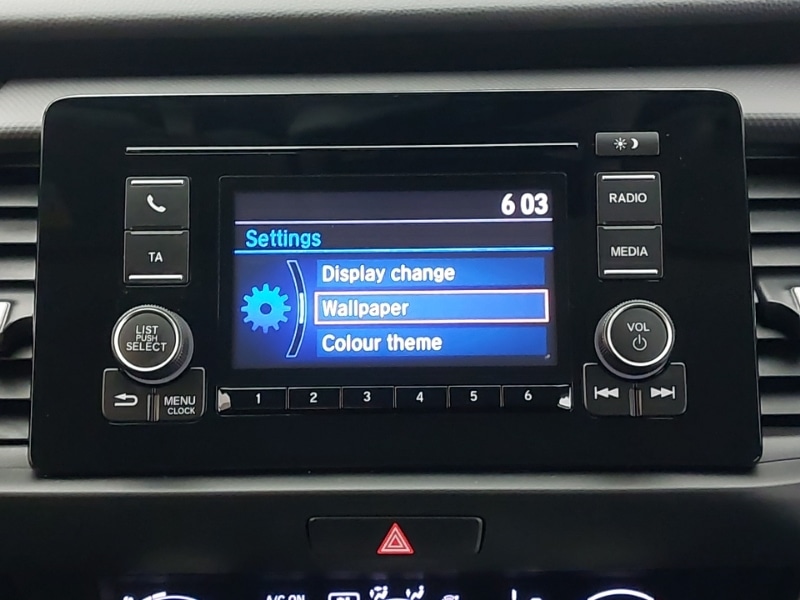 6 03
RADIO
Settings
TA
MEDIA
Display change
Wallpaper
Colour theme
LIST
PUSH
SELECT
VOL
MENU
CLOCK
1 2 3 4 5 6
A/C ON